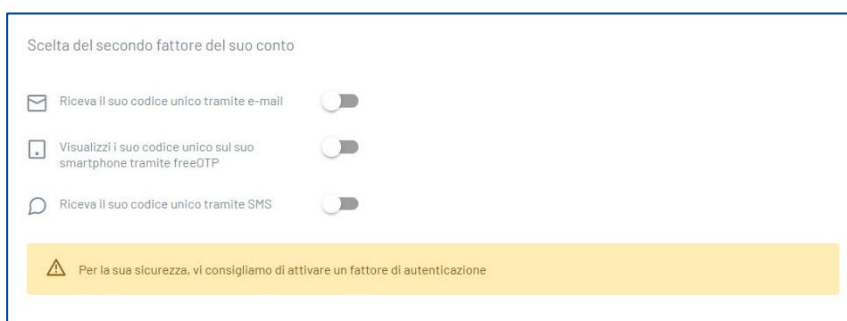 Scelta del secondo fattore del suo conto
Riceva il suo codice unico tramite e-mail
Visualizzi i suo codice unico sul suo
smartphone tramite freeOTP
Riceva il suo codice unico tramite SMS
Per la sua sicurezza, vi consigliamo di attivare un fattore di autenticazione